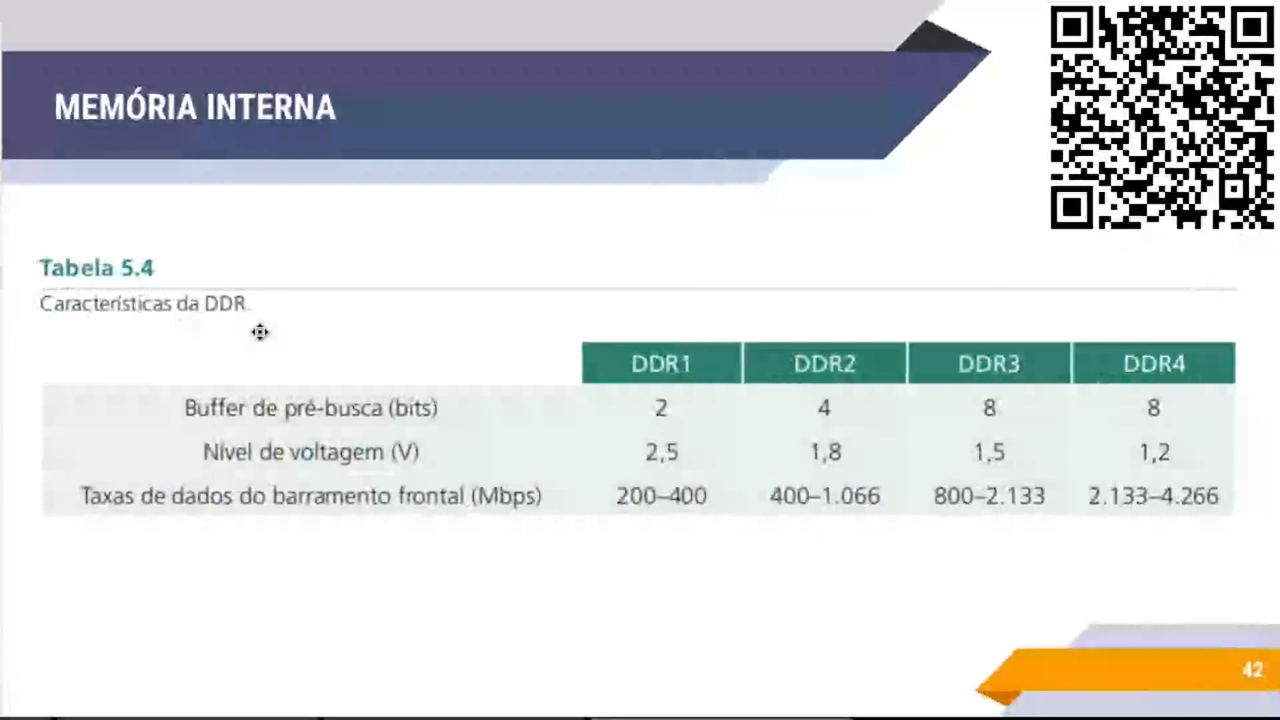 MEMÓRIA INTERNA
Tabela 5.4
Características da DDR.
DDR1 DDR2 DDR3 DDR4
Buffer de pré-busca (bits) 2 4 8 8
Nível de voltagem (V) 2,5 1,8 1,5 1,2
Taxas de dados do barramento frontal (Mbps) 200–400 400–1.066 800–2.133 2.133–4.266
42